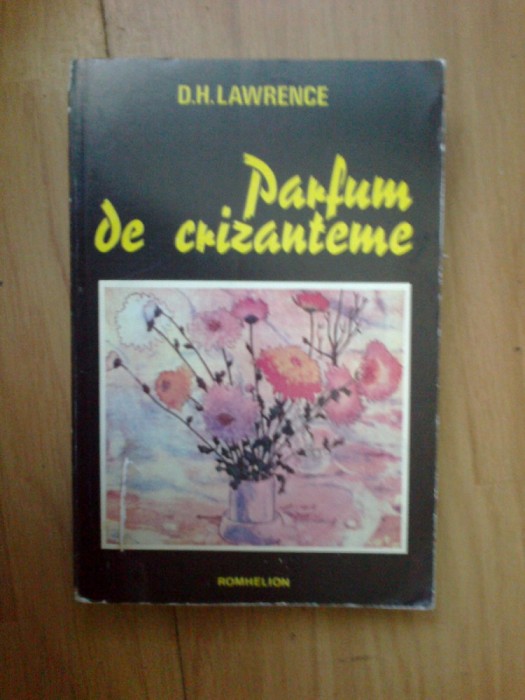 D.H. LAWRENCE
Parfum
de crizanteme
ROMHELION